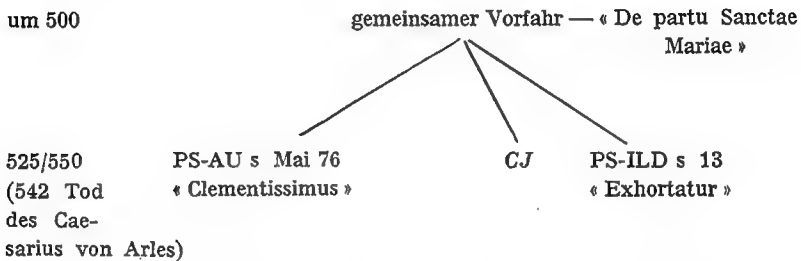 um 500 gemeinsamer Vorfahr — « De partu Sanctae
Mariae »
525/550 PS-AU s Mai 76 CJ PS-ILD s 13
(542 Tod « Clementissimus » « Exhortatur »
des Cae-
sarius von Arles)